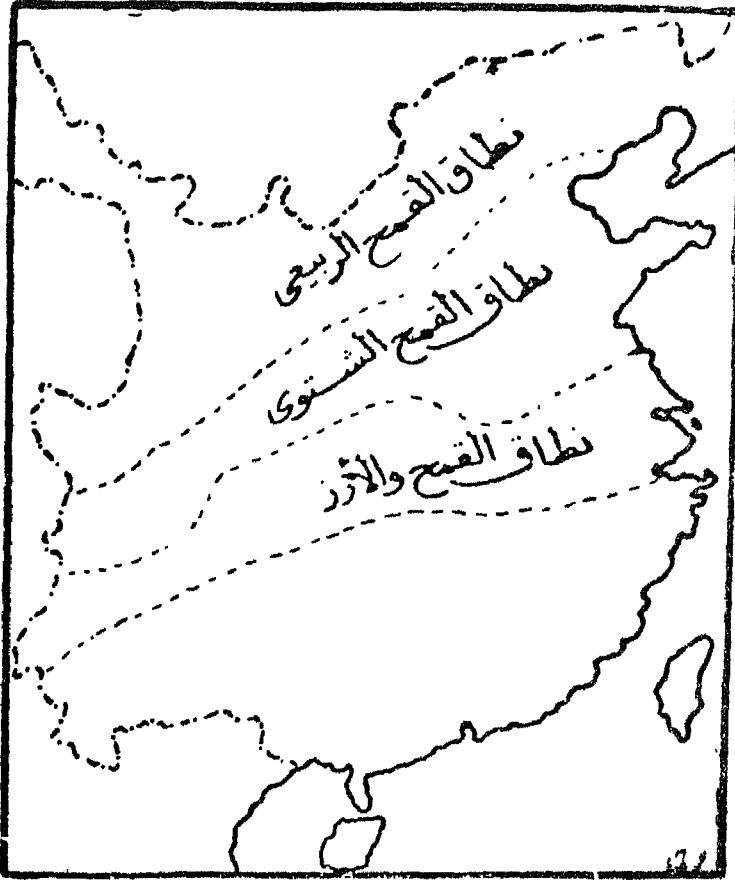 نطاق القمح الربيعى
نطاق القمح الشتوى
نطاق القمح والأرز